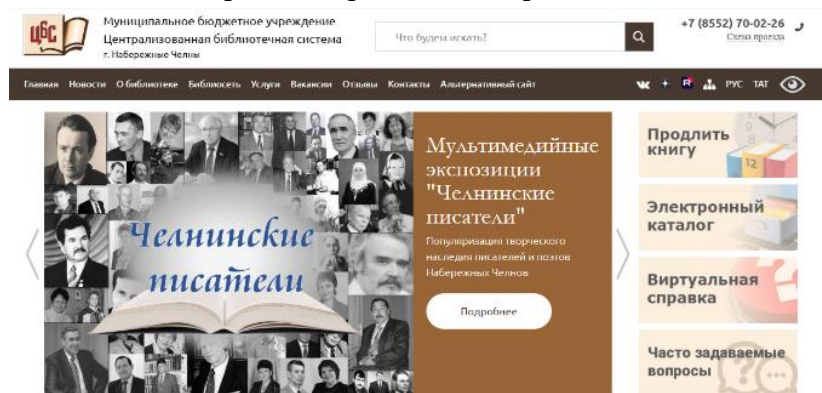 ЦБС
Муниципальное бюджетное учреждение
Централизованная библиотечная система
г. Набережные Челны
Что будем искать?
+7 (8552) 70-02-26
Схема проезда
Главная Новости О библиотеке Библиосеть Услуги Вакансии Отзывы Контакты Альтернативный сайт
РУС ТАТ
Челнинские
писатели
Мультимедийные
экспозиции
"Челнинские
писатели"
Популяризация творческого
наследия писателей и поэтов
Набережных Челнов
Подробнее
Продлить
книгу
12
Электронный
каталог
Виртуальная
справка
Часто задаваемые
вопросы